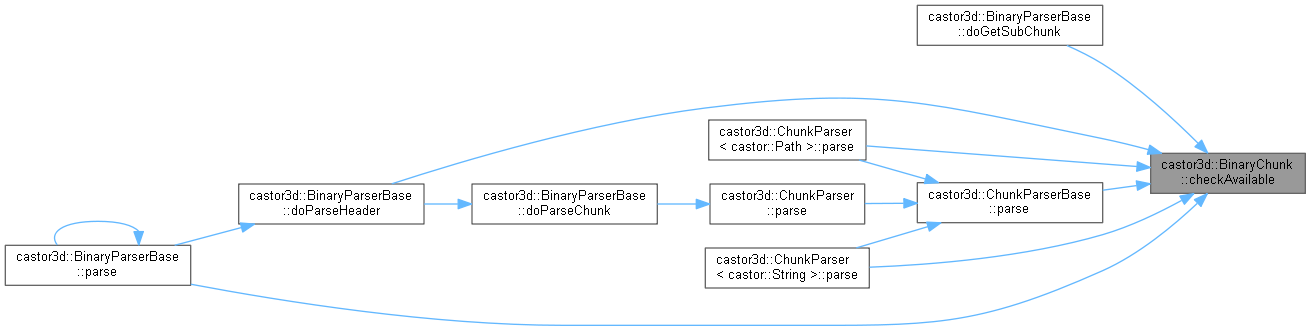 castor3d::BinaryParserBase
::doGetSubChunk
castor3d::ChunkParser
< castor::Path >::parse
castor3d::BinaryChunk
::checkAvailable
castor3d::BinaryParserBase
::doParseHeader
castor3d::BinaryParserBase
::doParseChunk
castor3d::ChunkParser
::parse
castor3d::ChunkParserBase
::parse
castor3d::BinaryParserBase
::parse
castor3d::ChunkParser
< castor::String >::parse